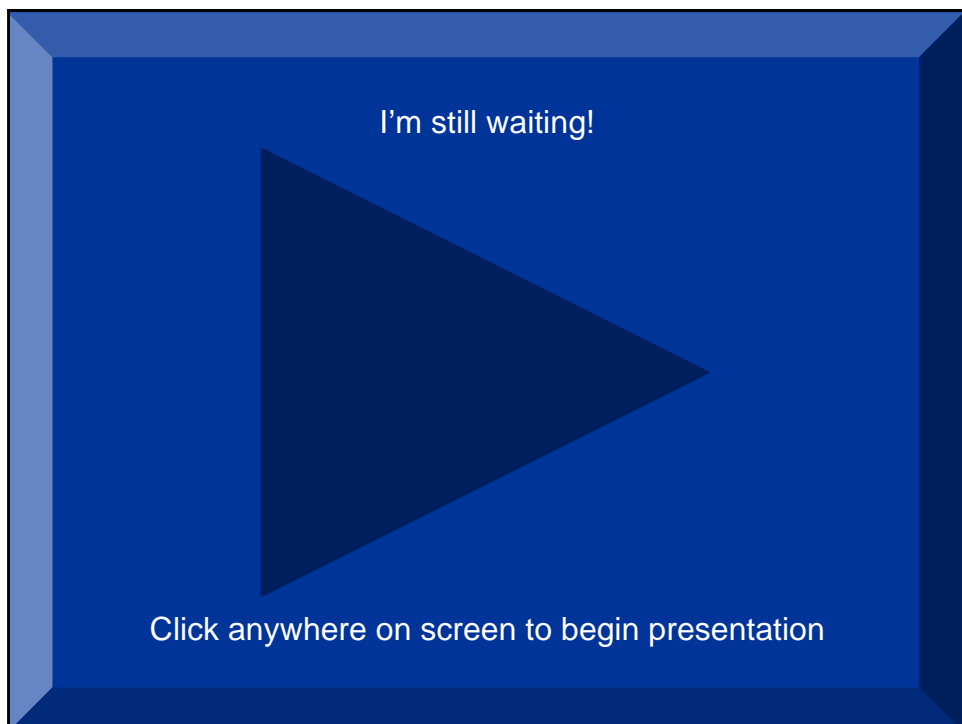 I’m still waiting!
Click anywhere on screen to begin presentation